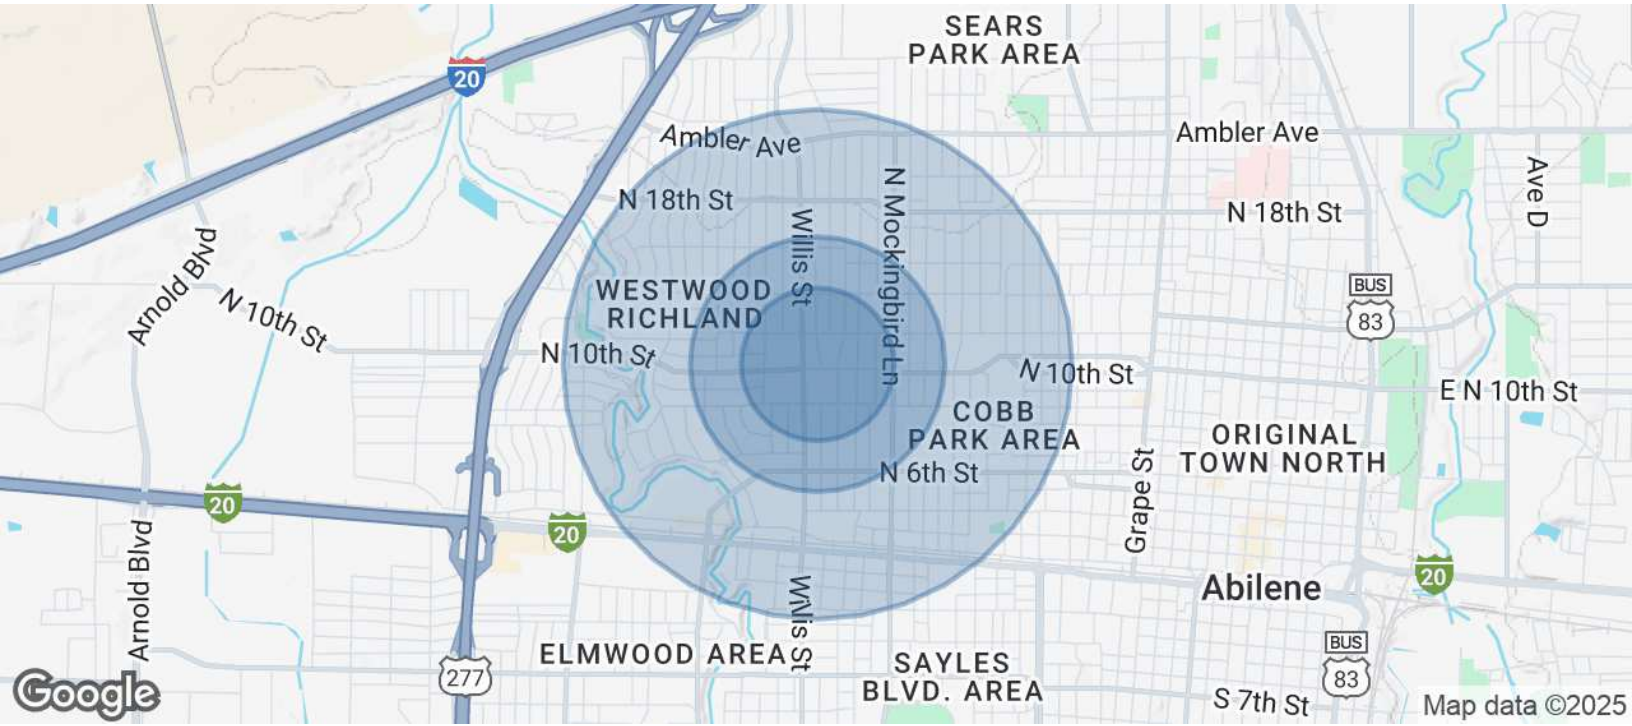 SEARS
PARK AREA
20
Ambler Ave
Ambler Ave
N 18th St
N Mockingbird Ln
N 18th St
Ave D
Willis St
Arnold Blvd
WESTWOOD
RICHLAND
BUS
83
N 10th St
N 10th St
N 10th St
E N 10th St
COBB
PARK AREA
ORIGINAL
TOWN NORTH
N 6th St
Grape St
20
20
Arnold Blvd
Abilene
20
Willis St
ELMWOOD AREA
SAYLES
BLVD. AREA
BUS
83
277
S 7th St
Google
Map data ©2025